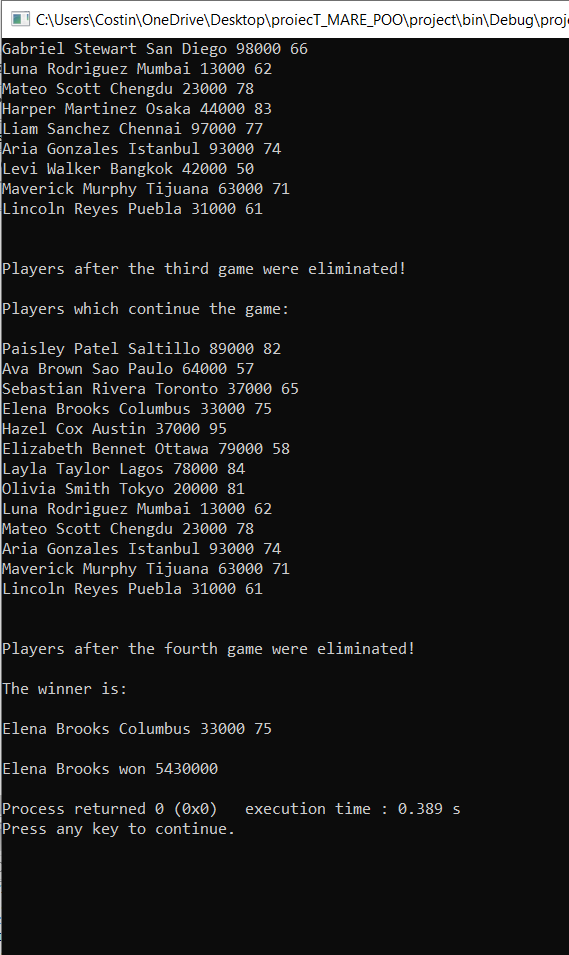 C:\Users\Costin\OneDrive\Desktop\proiecT_MARE_POO\project\bin\Debug\proje
Gabriel Stewart San Diego 98000 66
Luna Rodriguez Mumbai 13000 62
Mateo Scott Chengdu 23000 78
Harper Martinez Osaka 44000 83
Liam Sanchez Chennai 97000 77
Aria Gonzales Istanbul 93000 74
Levi Walker Bangkok 42000 50
Maverick Murphy Tijuana 63000 71
Lincoln Reyes Puebla 31000 61
Players after the third game were eliminated!
Players which continue the game:
Paisley Patel Saltillo 89000 82
Ava Brown Sao Paulo 64000 57
Sebastian Rivera Toronto 37000 65
Elena Brooks Columbus 33000 75
Hazel Cox Austin 37000 95
Elizabeth Bennet Ottawa 79000 58
Layla Taylor Lagos 78000 84
Olivia Smith Tokyo 20000 81
Luna Rodriguez Mumbai 13000 62
Mateo Scott Chengdu 23000 78
Aria Gonzales Istanbul 93000 74
Maverick Murphy Tijuana 63000 71
Lincoln Reyes Puebla 31000 61
Players after the fourth game were eliminated!
The winner is:
Elena Brooks Columbus 33000 75
Elena Brooks won 5430000
Process returned 0 (0x0)   execution time : 0.389 s
Press any key to continue.